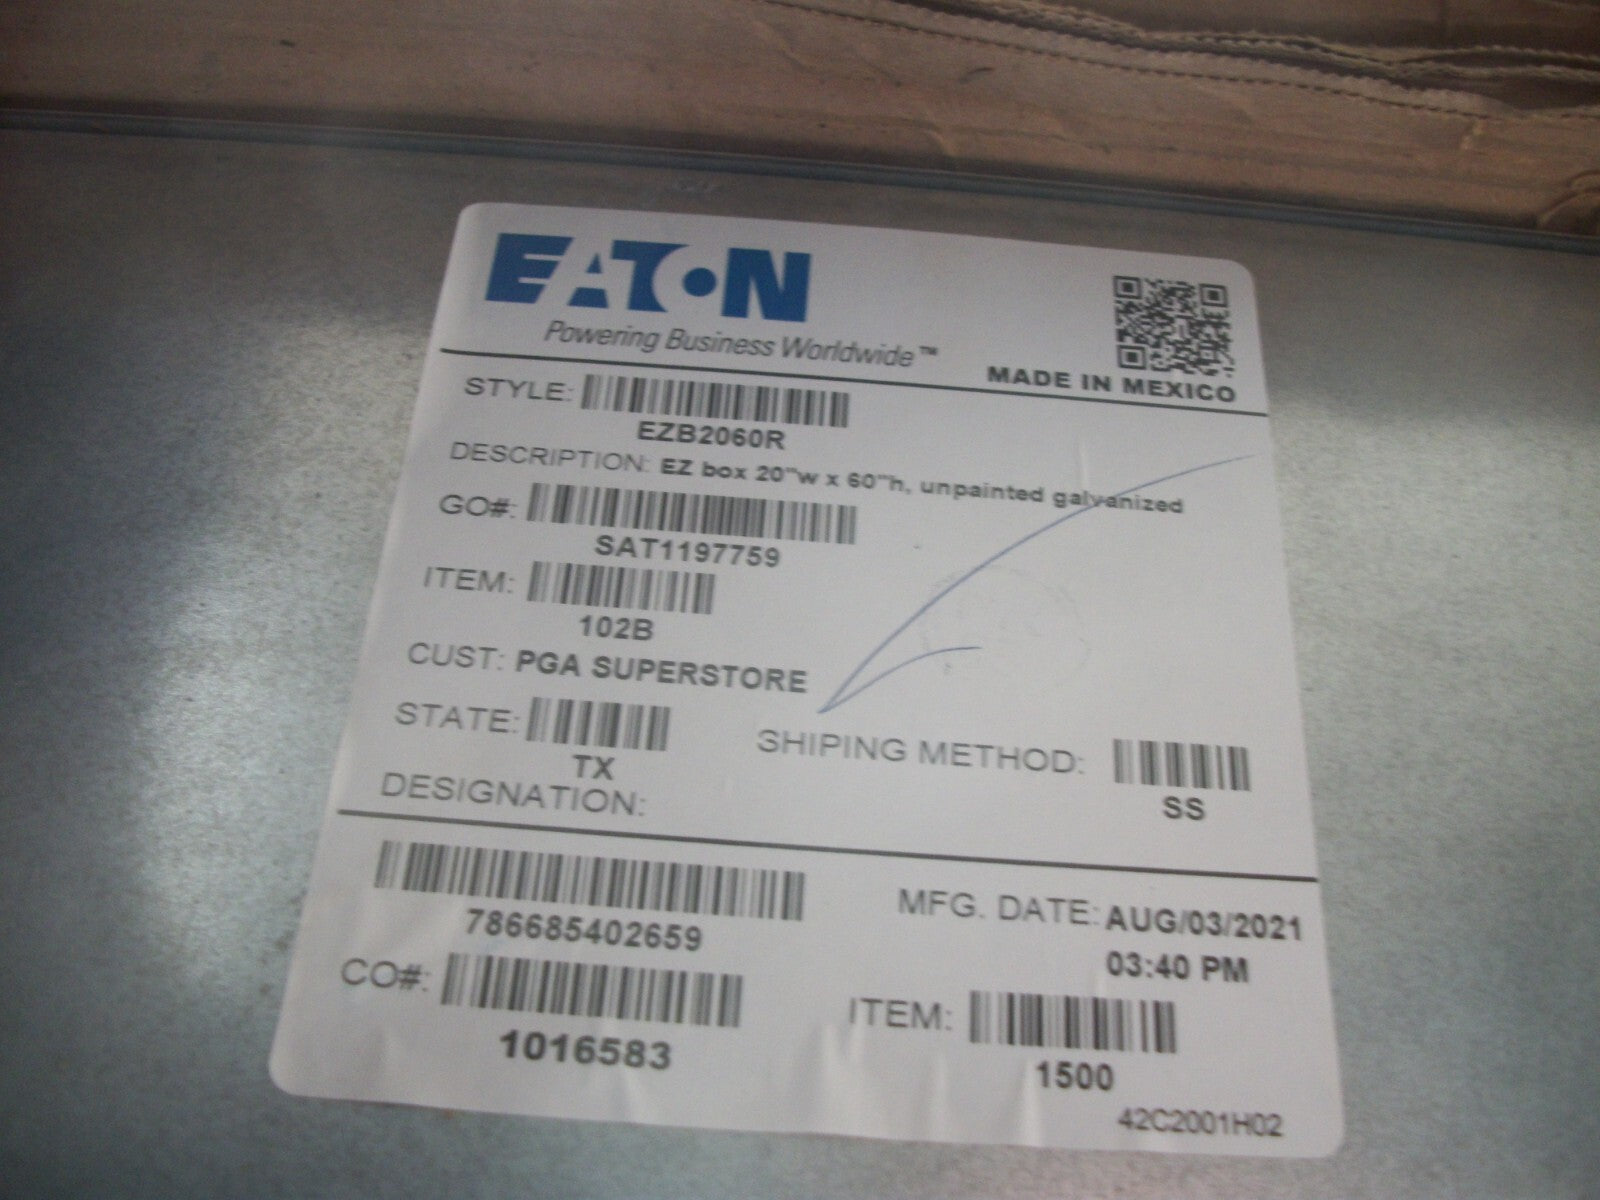 EATON
Powering Business Worldwide™
MADE IN MEXICO
STYLE:
EZB2060R
DESCRIPTION: EZ box 20"w x 60"h, unpainted galvanized
GO#:
SAT1197759
ITEM:
102B
CUST: PGA SUPERSTORE
STATE:
TX
SHIPING METHOD:
SS
DESIGNATION:
786685402659
MFG. DATE: AUG/03/2021
03:40 PM
CO#:
1016583
ITEM:
1500
42C2001H02